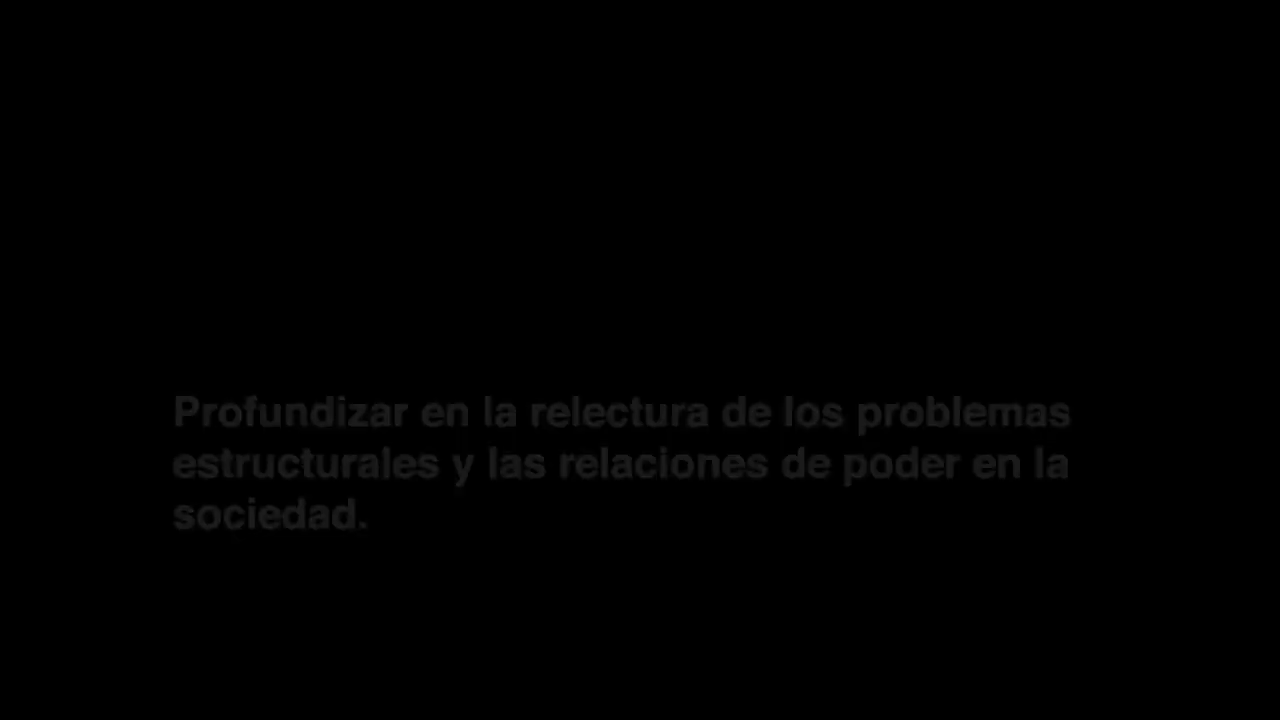 Profundizar en la relectura de los problemas
estructurales y las relaciones de poder en la
sociedad.